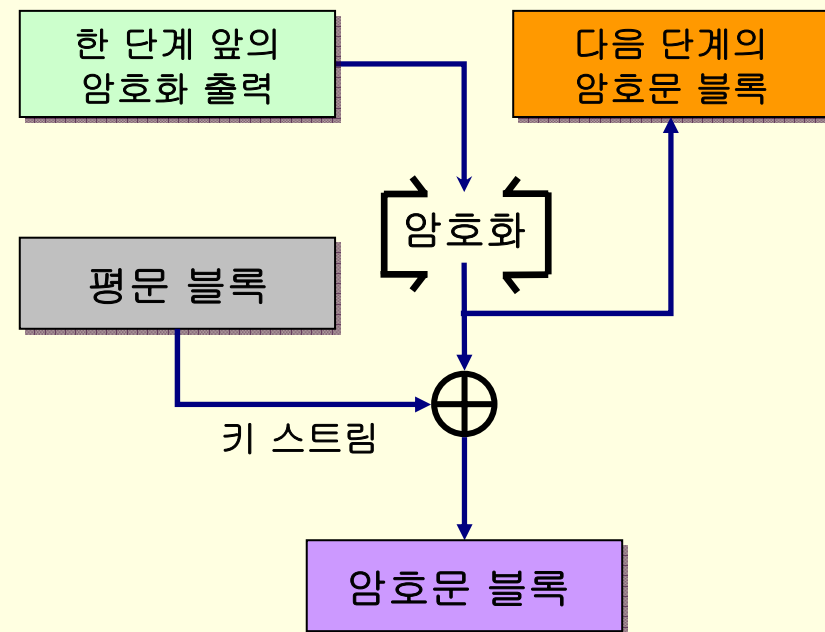 한 단계 앞의
암호화 출력
다음 단계의
암호문 블록
암호화
평문 블록
키 스트림
암호문 블록